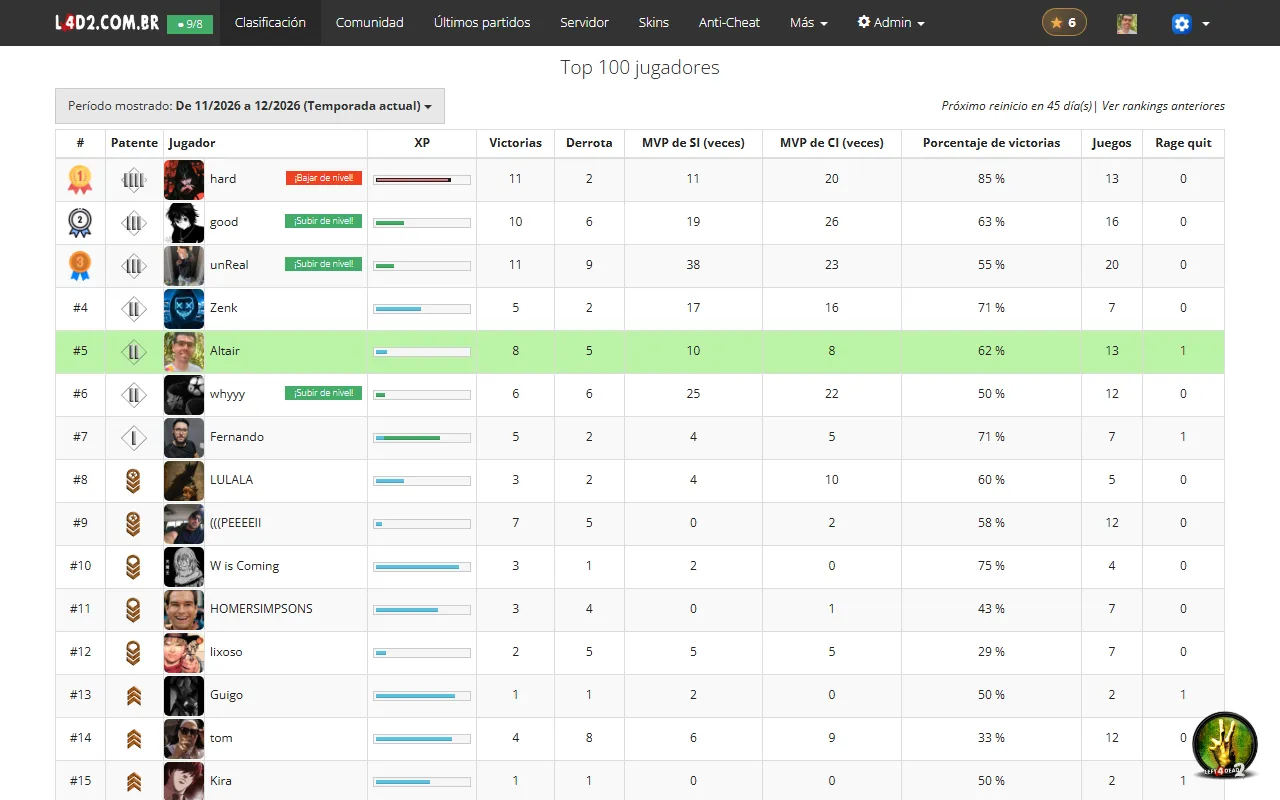 L4D2.COM.BR ● 9/8 Clasificación Comunidad Últimos partidos Servidor Skins Anti-Cheat Más Admin 6
Top 100 jugadores
Período mostrado: De 11/2026 a 12/2026 (Temporada actual)
Próximo reinicio en 45 día(s)| Ver rankings anteriores
# Patente Jugador XP Victorias Derrota MVP de SI (veces) MVP de CI (veces) Porcentaje de victorias Juegos Rage quit
1 hard ¡Bajar de nivel! 11 2 11 20 85 % 13 0
2 good ¡Subir de nivel! 10 6 19 26 63 % 16 0
3 unReal ¡Subir de nivel! 11 9 38 23 55 % 20 0
#4 Zenk 5 2 17 16 71 % 7 0
#5 Altair 8 5 10 8 62 % 13 1
#6 whyyy ¡Subir de nivel! 6 6 25 22 50 % 12 0
#7 Fernando 5 2 4 5 71 % 7 1
#8 LULALA 3 2 4 10 60 % 5 0
#9 (((PEEEEII 7 5 0 2 58 % 12 0
#10 W is Coming 3 1 2 0 75 % 4 0
#11 HOMERSIMPSONS 3 4 0 1 43 % 7 0
#12 lixoso 2 5 5 5 29 % 7 0
#13 Guigo 1 1 2 0 50 % 2 1
#14 tom 4 8 6 9 33 % 12 0
#15 Kira 1 1 0 0 50 % 2 1
LEFT 4 DEAD 2